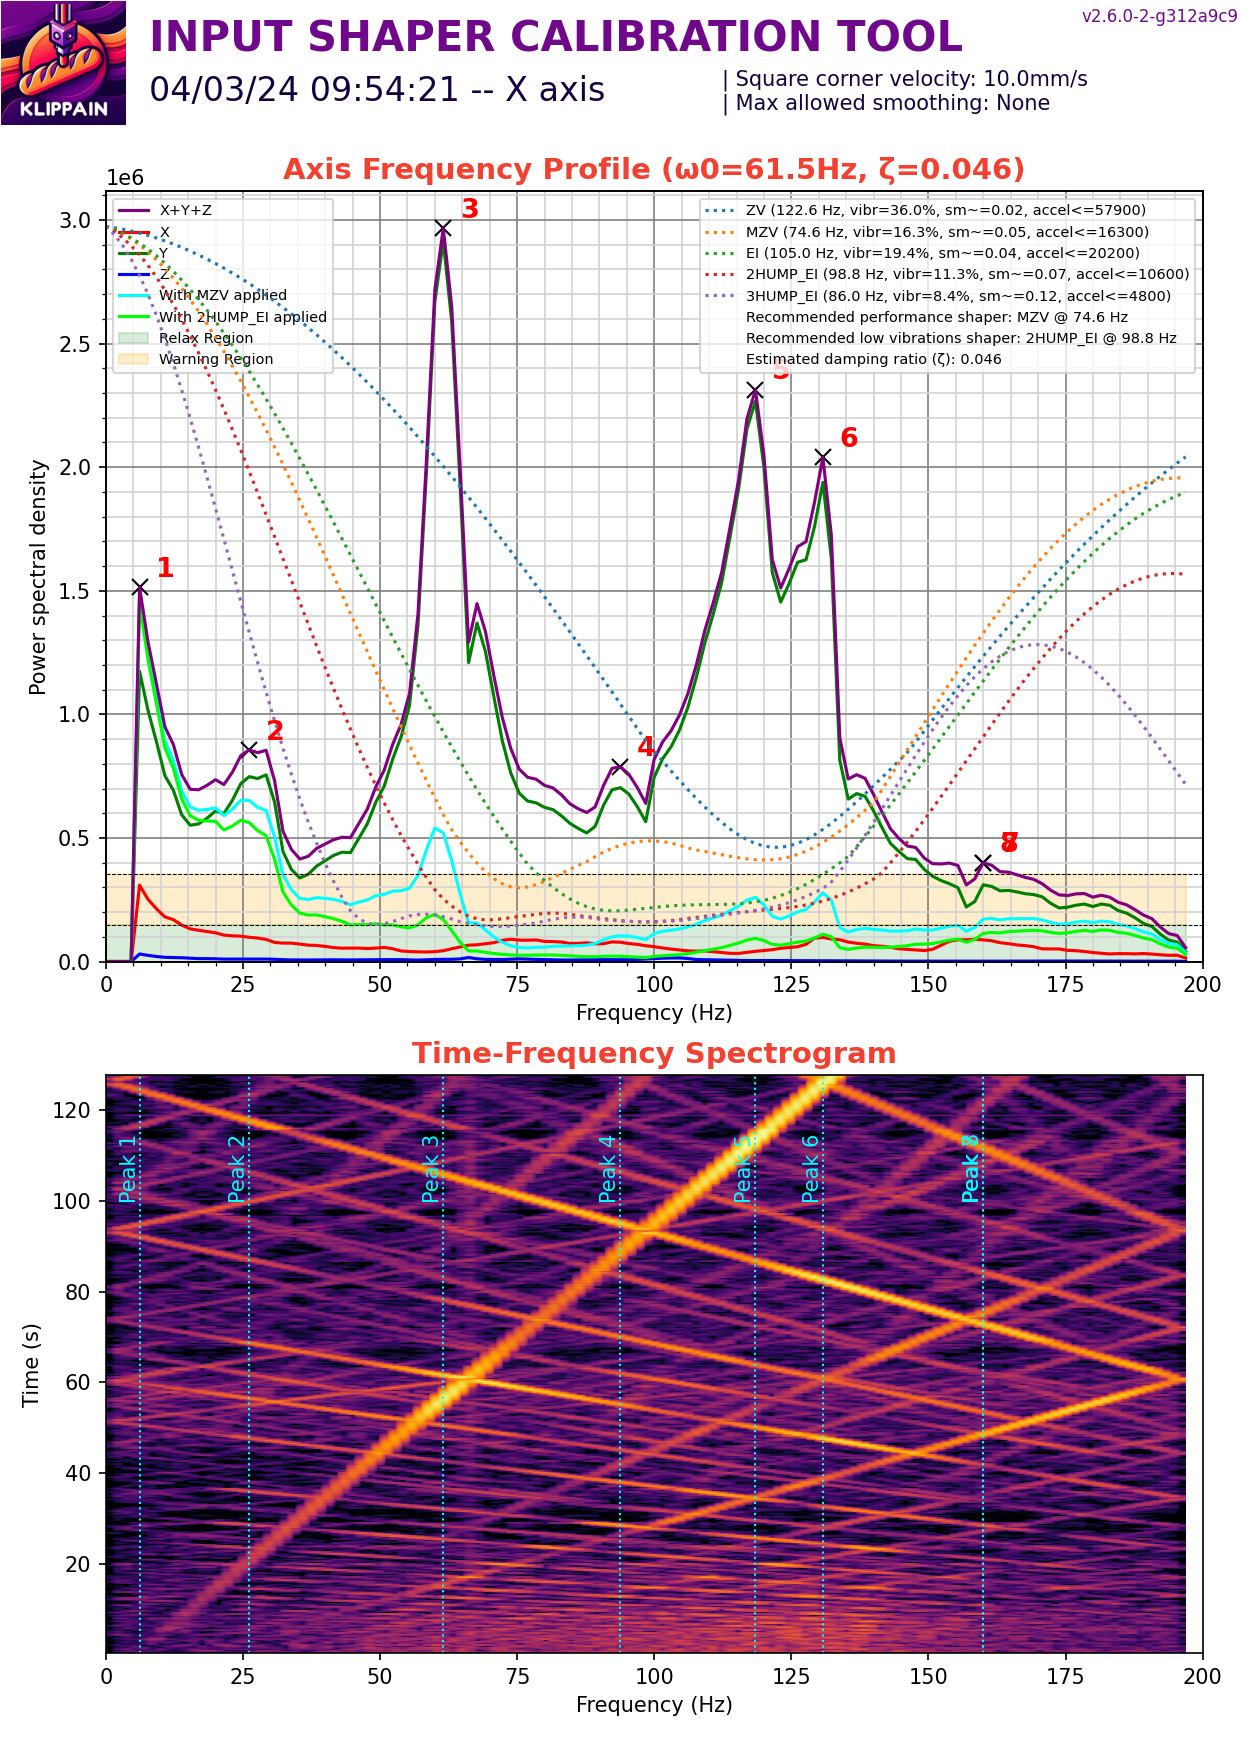 v2.6.0-2-g312a9c9
INPUT SHAPER CALIBRATION TOOL
KLIPPAIN
04/03/24 09:54:21 -- X axis
| Square corner velocity: 10.0mm/s
| Max allowed smoothing: None
Axis Frequency Profile (ω0=61.5Hz, ζ=0.046)
1e6
X+Y+Z
X
Y
Z
With MZV applied
With 2HUMP_EI applied
Relax Region
Warning Region
ZV (122.6 Hz, vibr=36.0%, sm~=0.02, accel<=57900)
MZV (74.6 Hz, vibr=16.3%, sm~=0.05, accel<=16300)
EI (105.0 Hz, vibr=19.4%, sm~=0.04, accel<=20200)
2HUMP_EI (98.8 Hz, vibr=11.3%, sm~=0.07, accel<=10600)
3HUMP_EI (86.0 Hz, vibr=8.4%, sm~=0.12, accel<=4800)
Recommended performance shaper: MZV @ 74.6 Hz
Recommended low vibrations shaper: 2HUMP_EI @ 98.8 Hz
Estimated damping ratio (ζ): 0.046
3.0
2.5
2.0
1.5
1.0
0.5
0.0
Power spectral density
1
2
3
4
5
6
8
0 25 50 75 100 125 150 175 200
Frequency (Hz)
Time-Frequency Spectrogram
120
100
80
60
40
20
Time (s)
Peak 1
Peak 2
Peak 3
Peak 4
Peak 5
Peak 6
Peak 8
0 25 50 75 100 125 150 175 200
Frequency (Hz)